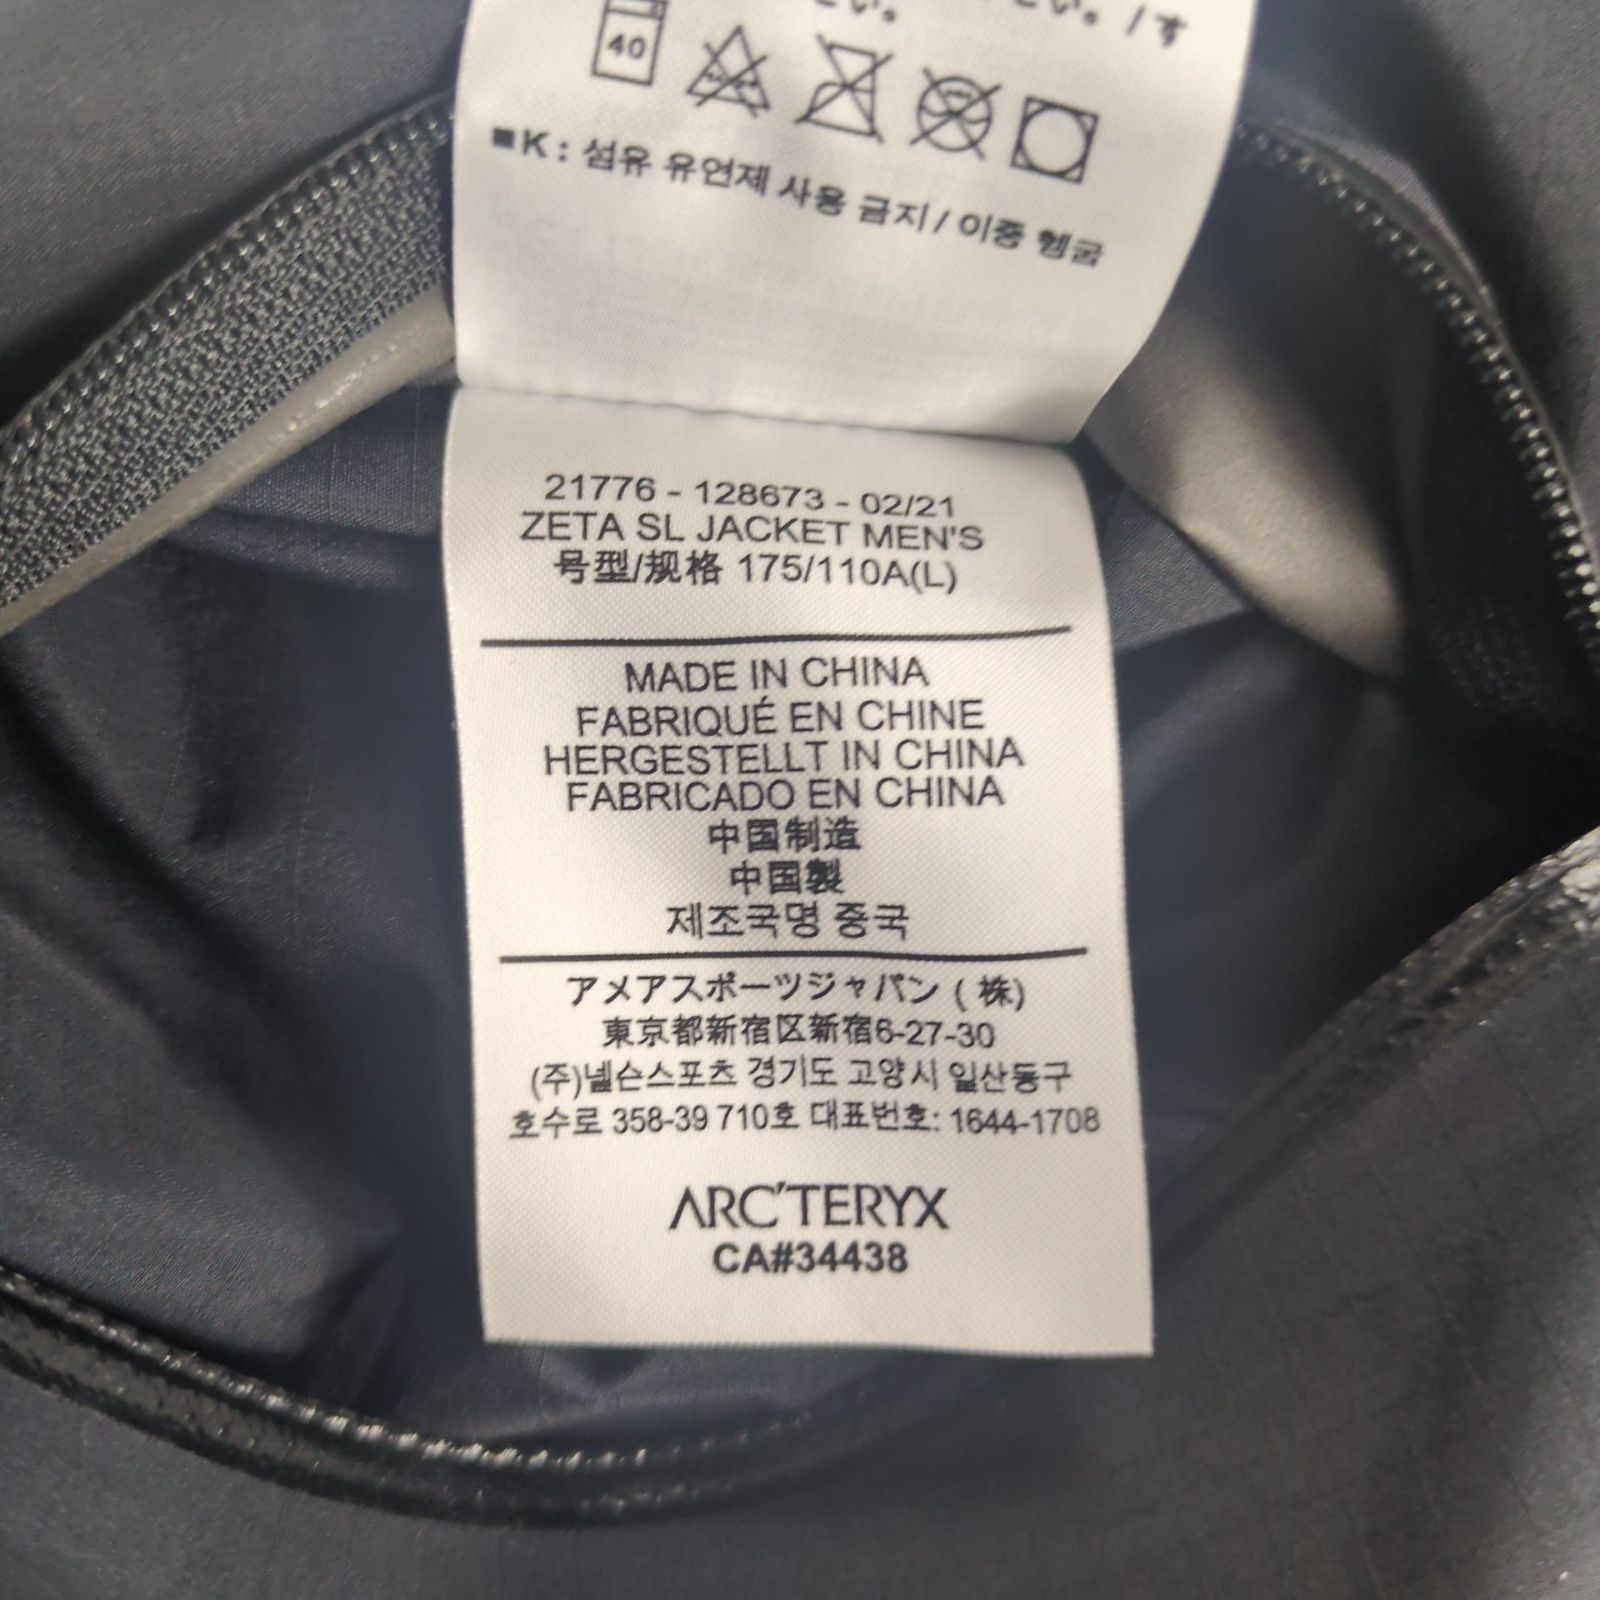 さい。
さい。/す
40
■K : 섬유 유연제 사용 금지 / 이중 헹굼
21776 - 128673 - 02/21
ZETA SL JACKET MEN'S
号型/规格 175/110A(L)
MADE IN CHINA
FABRIQUÉ EN CHINE
HERGESTELLT IN CHINA
FABRICADO EN CHINA
中国制造
中国製
제조국명 중국
アメアスポーツジャパン ( 株)
東京都新宿区新宿6-27-30
(주)넬슨스포츠 경기도 고양시 일산동구
호수로 358-39 710호 대표번호: 1644-1708
ARC'TERYX
CA#34438